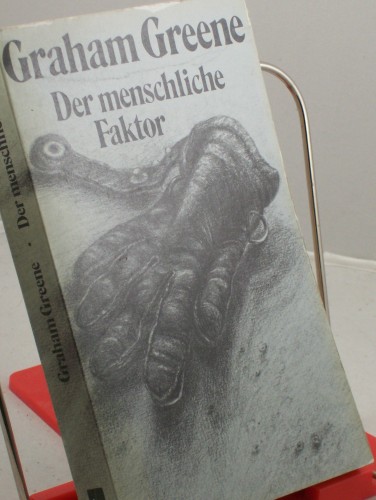 Graham Greene
Der menschliche
Faktor
Graham Greene · Der menschliche